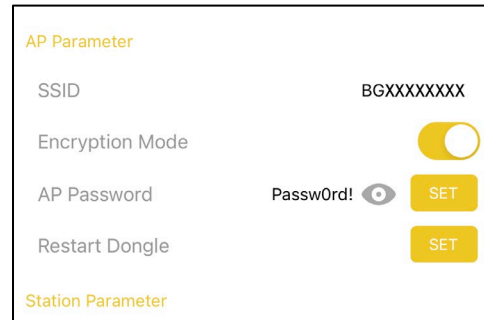 AP Parameter
SSID BGXXXXXXXX
Encryption Mode
AP Password Passw0rd! SET
Restart Dongle SET
Station Parameter